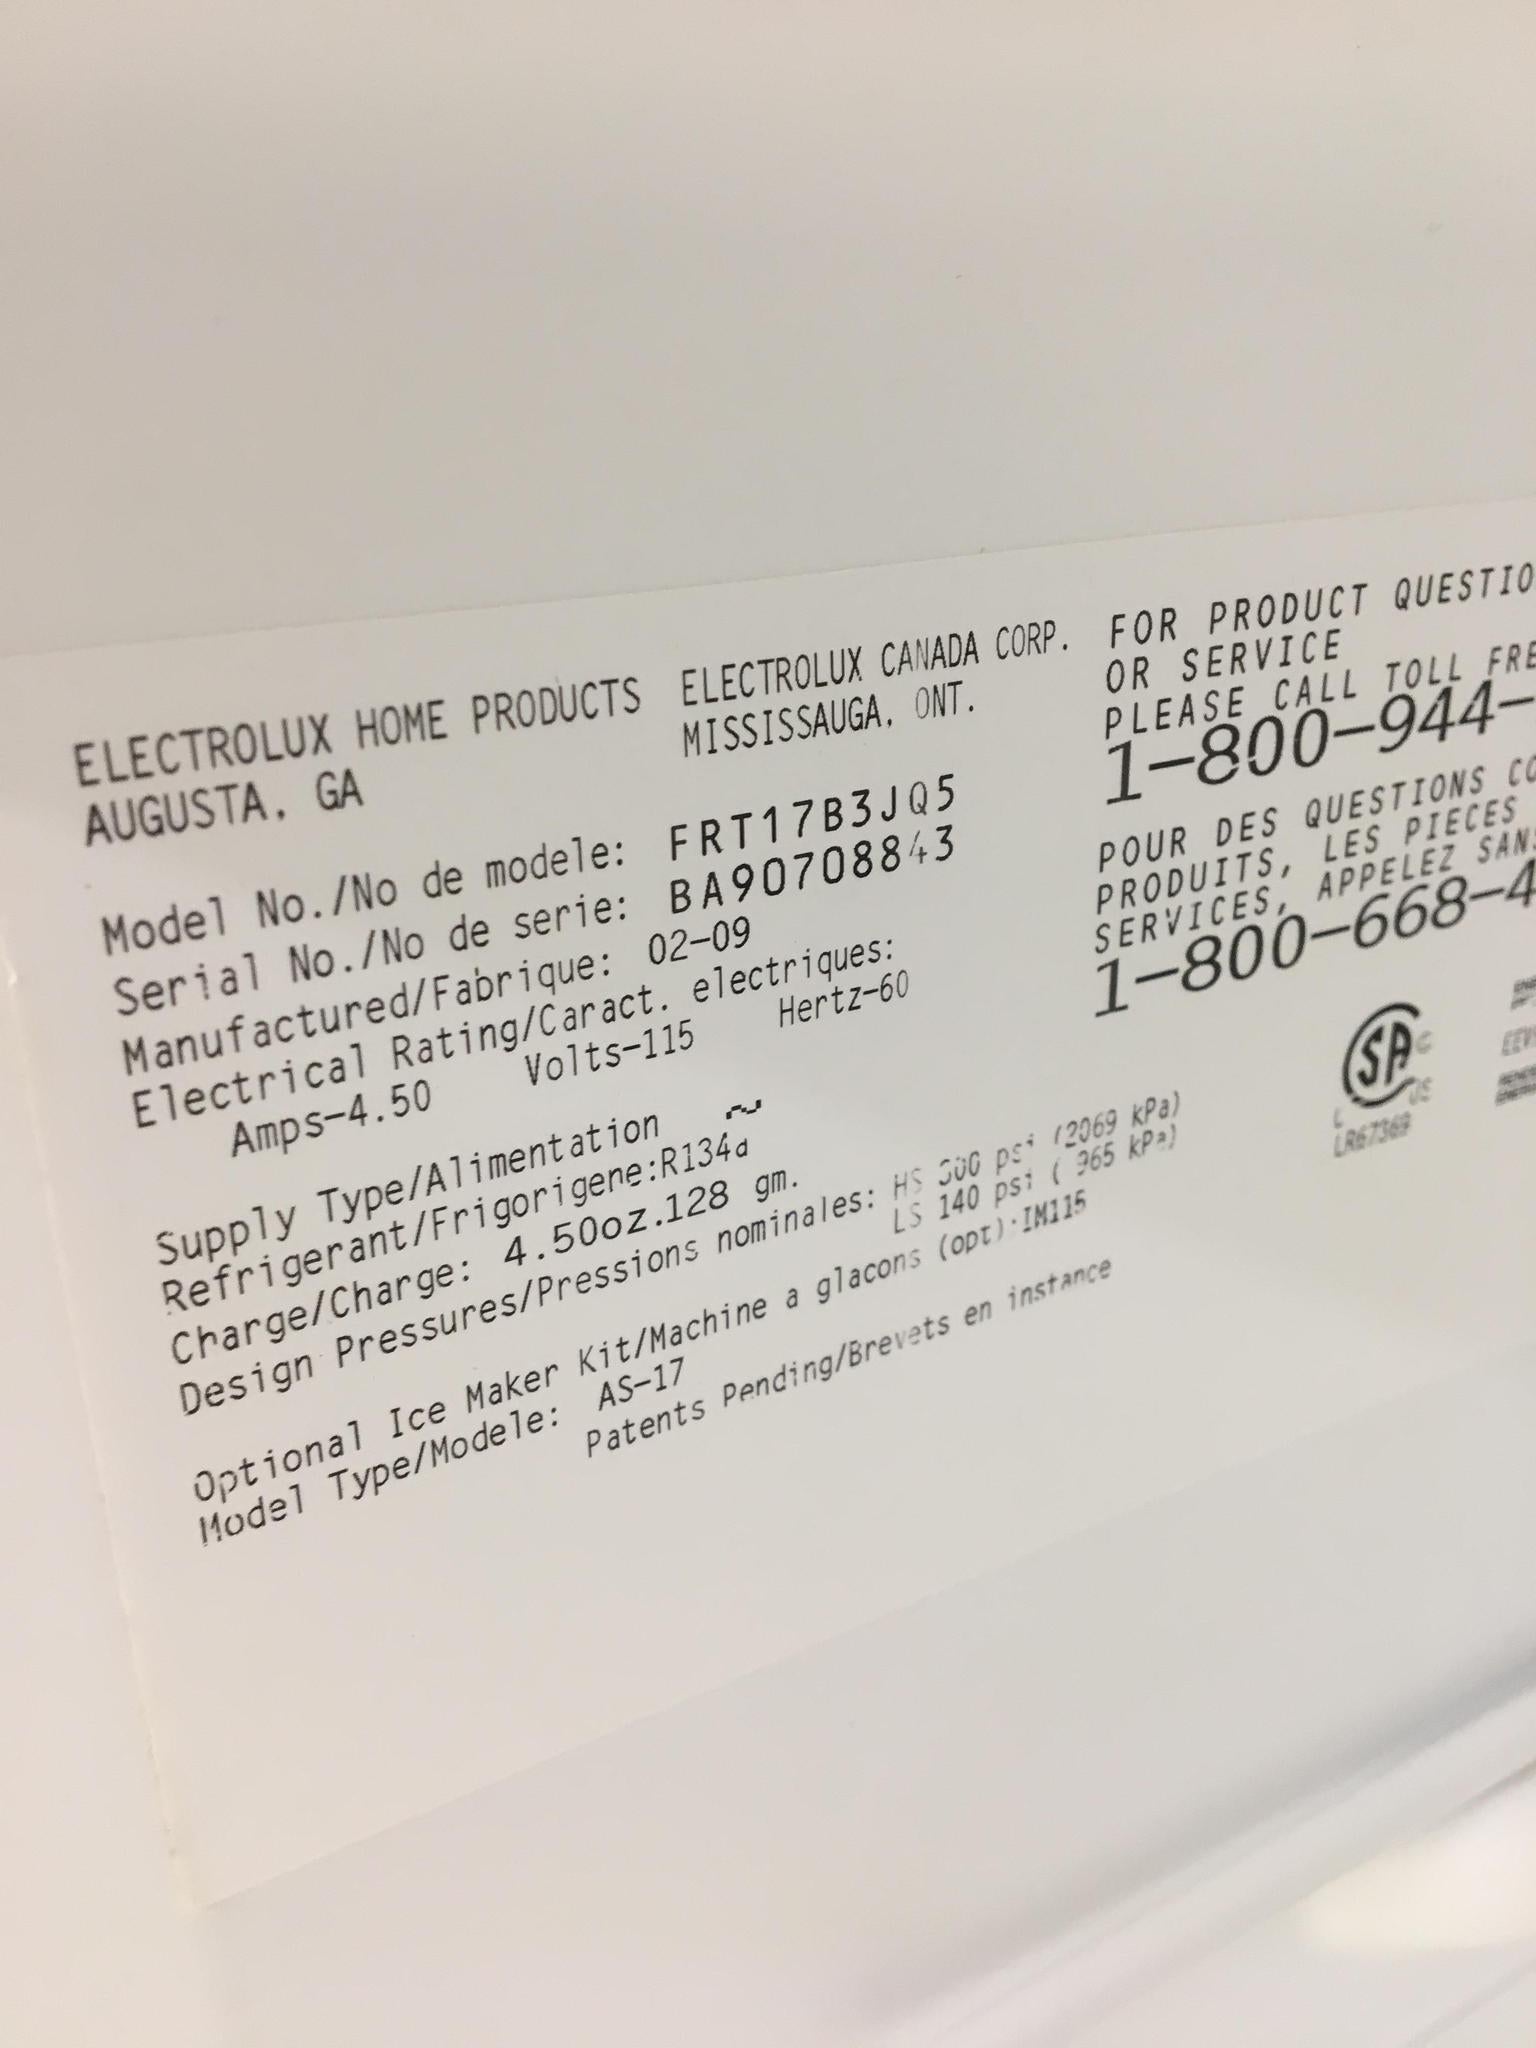 ELECTROLUX HOME PRODUCTS
AUGUSTA, GA
ELECTROLUX CANADA CORP.
MISSISSAUGA, ONT.
Model No./No de modele: FRT17B3JQ5
Serial No./No de serie: BA90708843
Manufactured/Fabrique: 02-09
Electrical Rating/Caract. electriques:
Amps-4.50 Volts-115 Hertz-60
Supply Type/Alimentation ~
Refrigerant/Frigorigene:R134a
Charge/Charge: 4.50oz.128 gm.
Design Pressures/Pressions nominales: HS 300 psi (2069 kPa)
LS 140 psi ( 965 kPa)
Optional Ice Maker Kit/Machine a glacons (opt):IM115
Model Type/Modele: AS-17
Patents Pending/Brevets en instance
FOR PRODUCT QUESTIO
OR SERVICE
PLEASE CALL TOLL FRE
1-800-944-
POUR DES QUESTIONS CO
PRODUITS, LES PIECES
SERVICES, APPELEZ SANS
1-800-668-4
SA
C US
LR67369